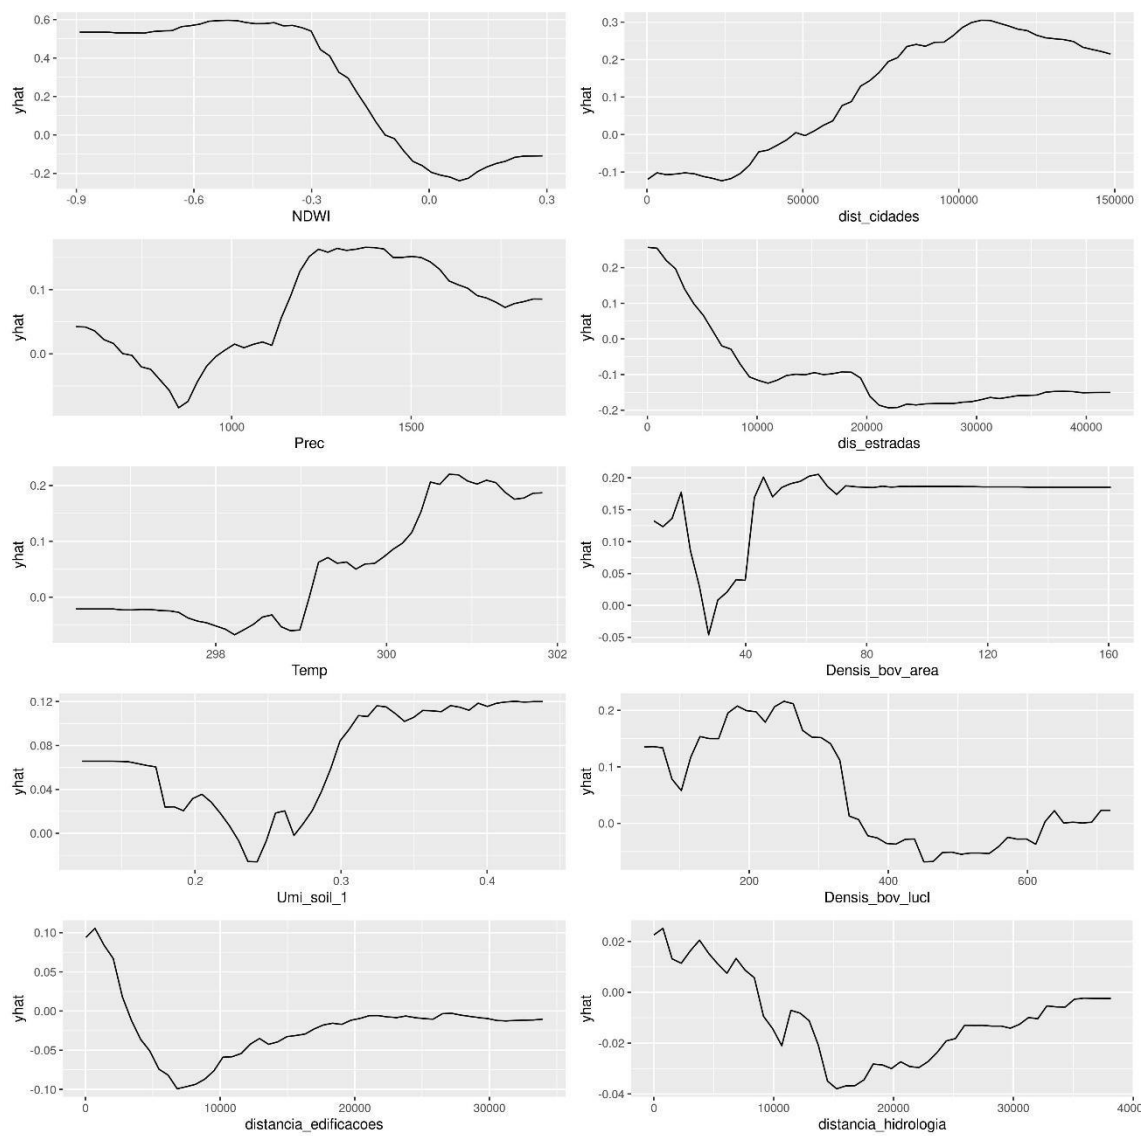 0.6
0.4
0.2
0.0
-0.2
yhat
-0.9 -0.6 -0.3 0.0 0.3
NDWI
0.3
0.2
0.1
0.0
-0.1
yhat
0 50000 100000 150000
dist_cidades
0.1
0.0
yhat
1000 1500
Prec
0.2
0.1
0.0
-0.1
-0.2
yhat
0 10000 20000 30000 40000
dis_estradas
0.2
0.1
0.0
yhat
298 300 302
Temp
0.20
0.15
0.10
0.05
0.00
-0.05
yhat
40 80 120 160
Densis_bov_area
0.12
0.08
0.04
0.00
yhat
0.2 0.3 0.4
Umi_soil_1
0.2
0.1
0.0
yhat
200 400 600
Densis_bov_lucl
0.10
0.05
0.00
-0.05
-0.10
yhat
0 10000 20000 30000
distancia_edificacoes
0.02
0.00
-0.02
-0.04
yhat
0 10000 20000 30000 38000
distancia_hidrologia